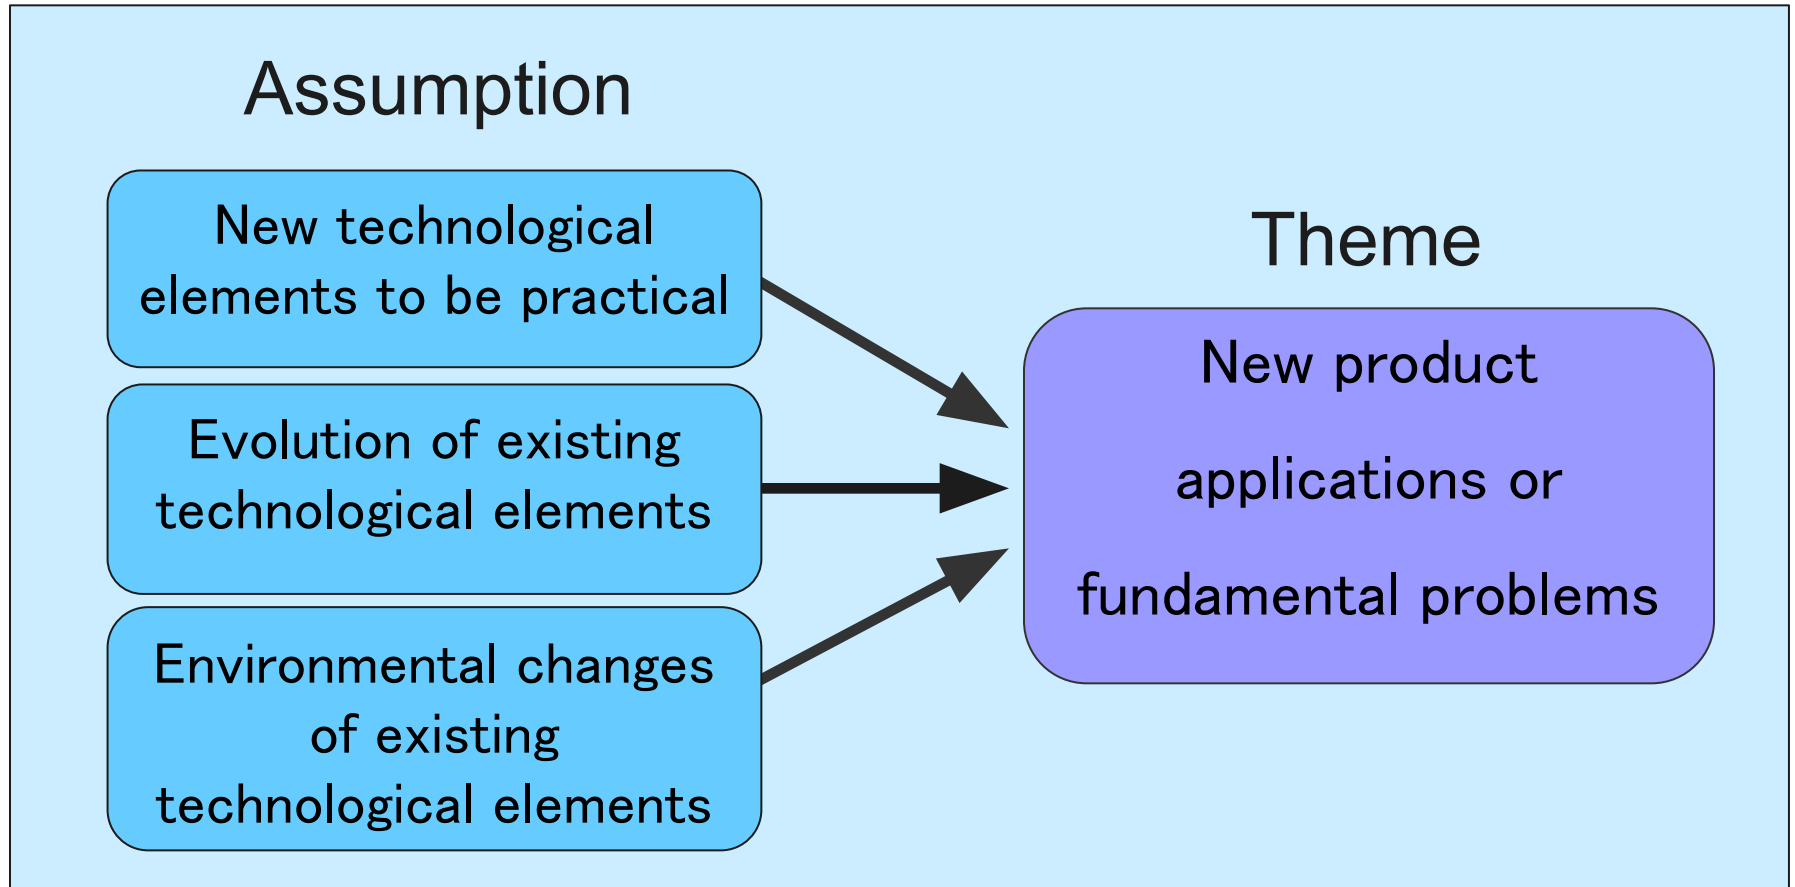 Assumption
New technological
elements to be practical
Evolution of existing
technological elements
Environmental changes
of existing
technological elements
Theme
New product
applications or
fundamental problems